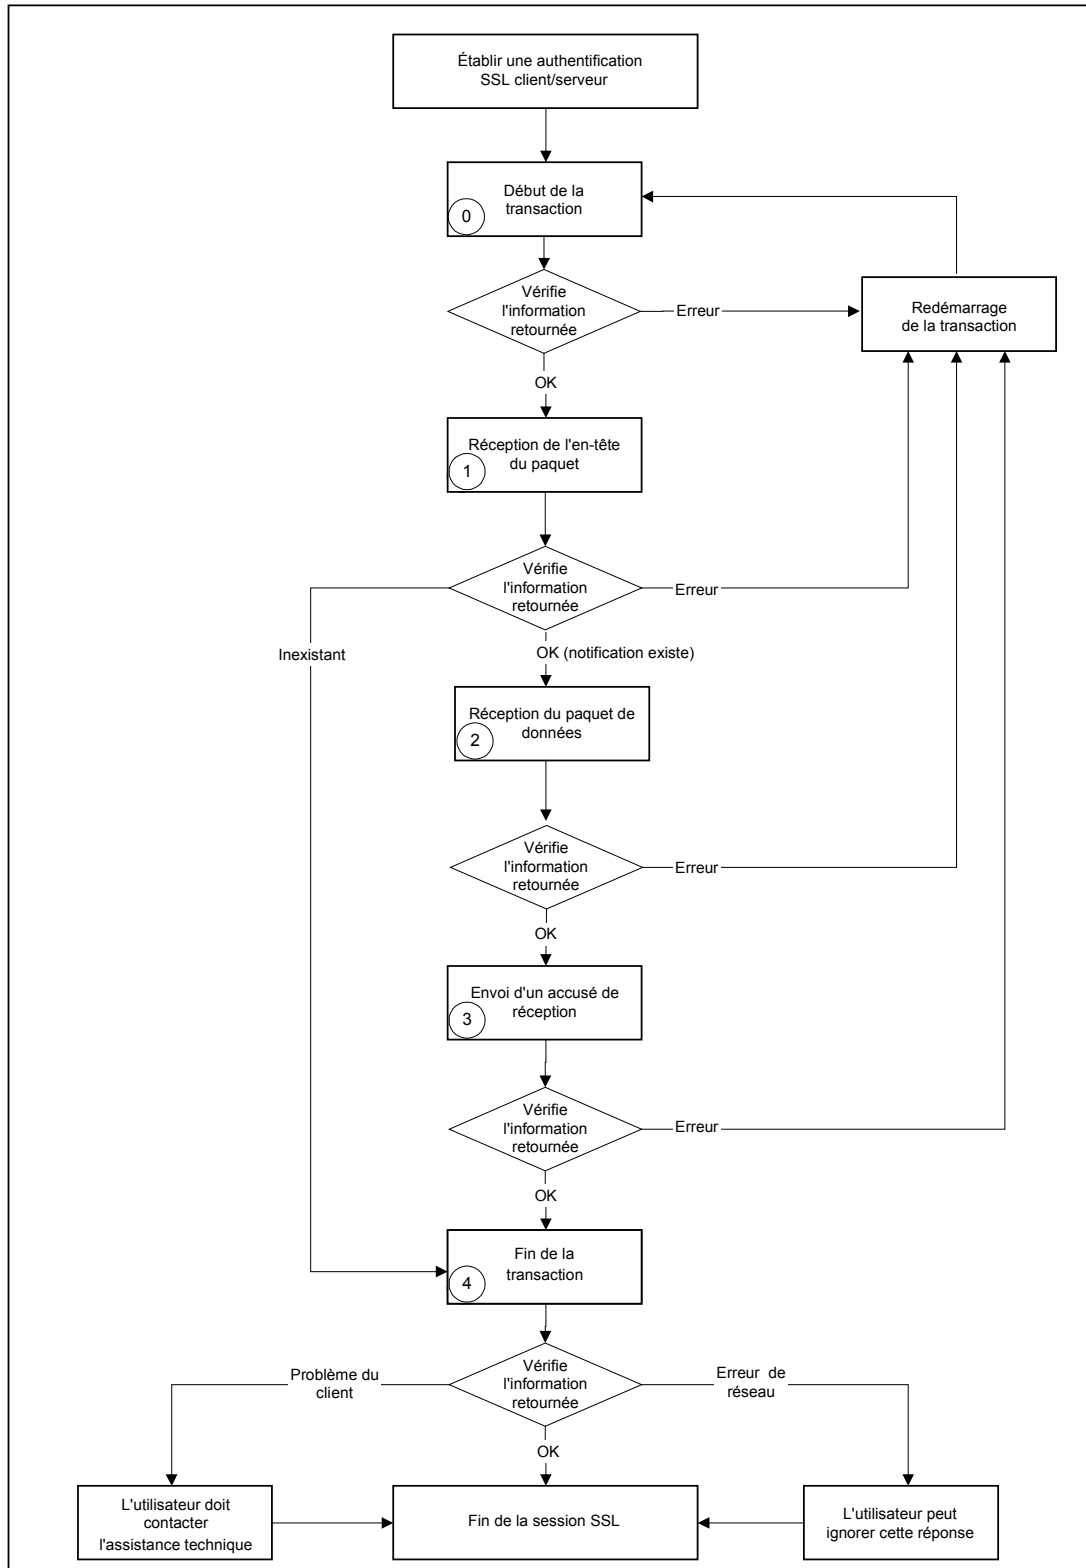 Établir une authentification
SSL client/serveur
Début de la
transaction
0
Vérifie
l'information
retournée
Erreur
Redémarrage
de la transaction
OK
Réception de l'en-tête
du paquet
1
Vérifie
l'information
retournée
Erreur
Inexistant
OK (notification existe)
Réception du paquet de
données
2
Vérifie
l'information
retournée
Erreur
OK
Envoi d'un accusé de
réception
3
Vérifie
l'information
retournée
Erreur
OK
Fin de la
transaction
4
Problème du
client
Vérifie
l'information
retournée
Erreur de
réseau
OK
L'utilisateur doit
contacter
l'assistance technique
Fin de la session SSL
L'utilisateur peut
ignorer cette réponse